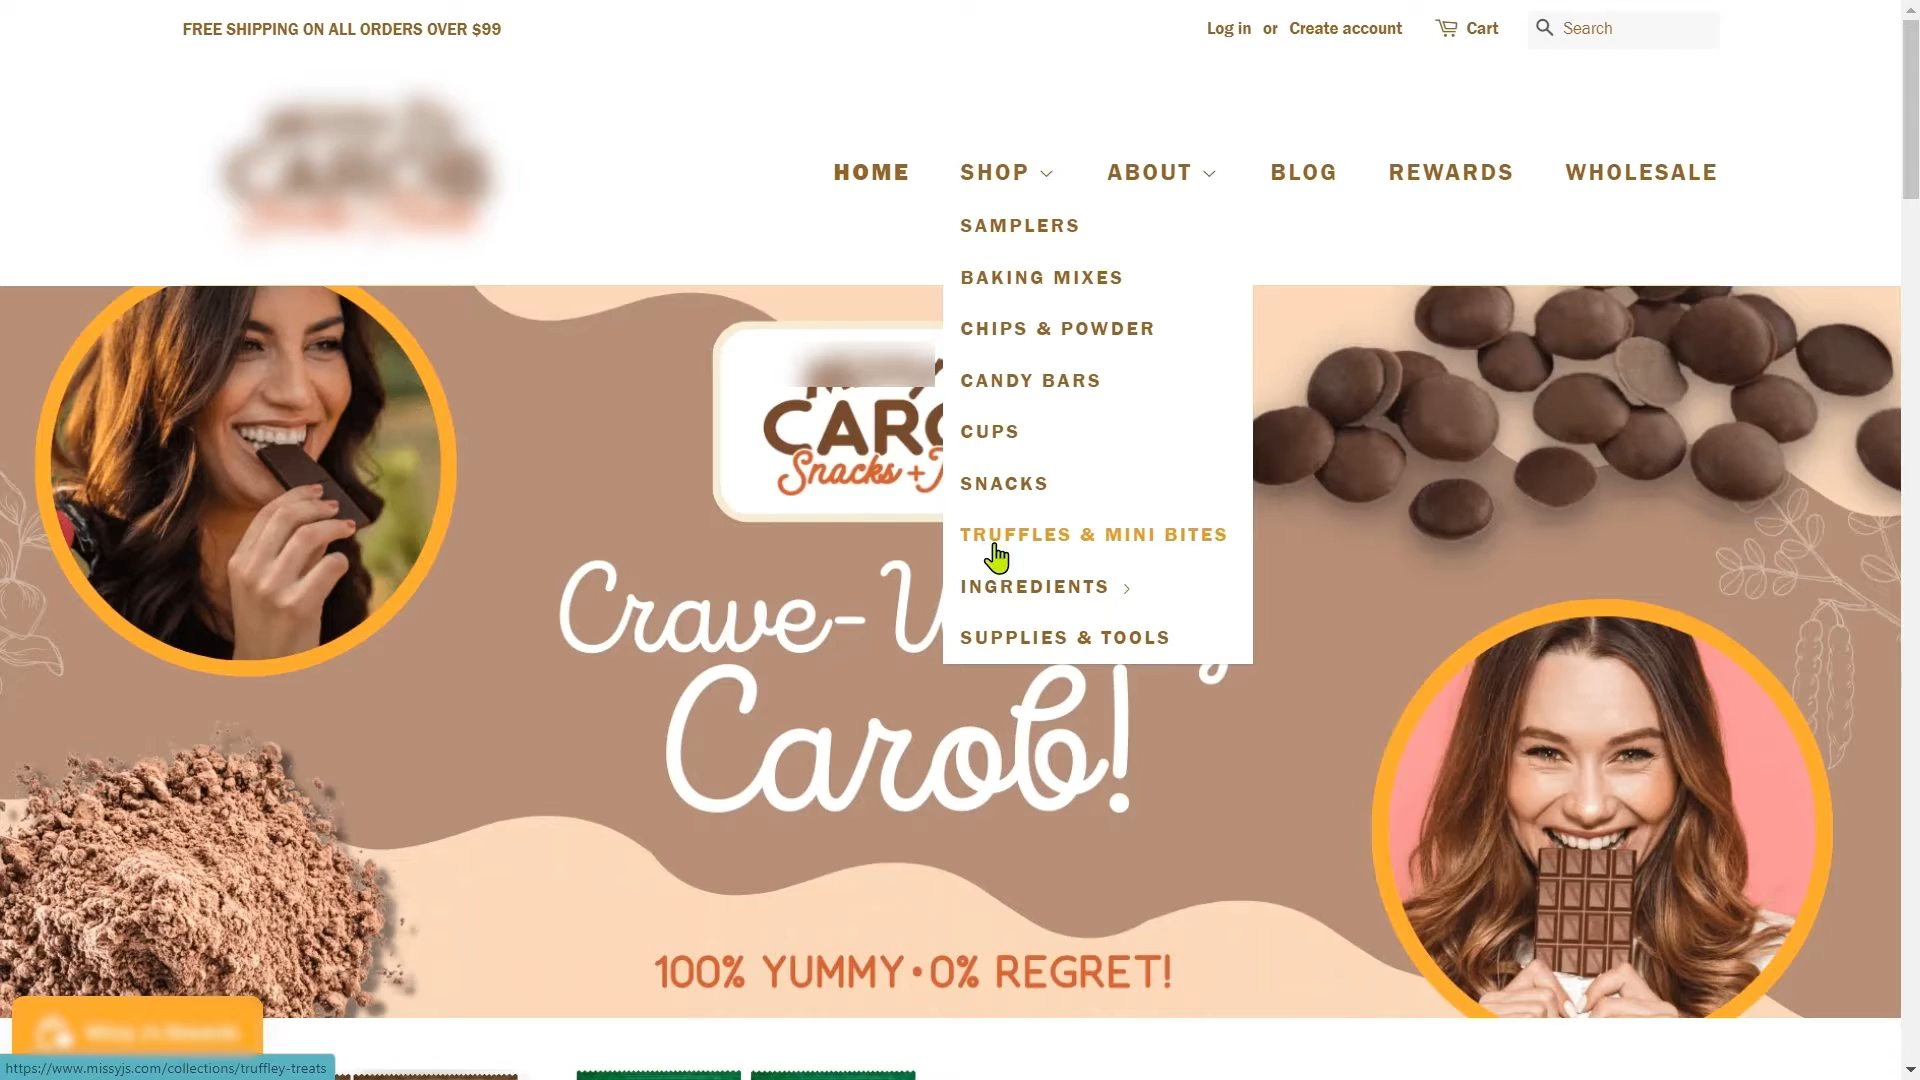 FREE SHIPPING ON ALL ORDERS OVER $99
Log in or Create account
Cart
Search
HOME
SHOP
ABOUT
BLOG
REWARDS
WHOLESALE
SAMPLERS
BAKING MIXES
CHIPS & POWDER
CANDY BARS
CUPS
SNACKS
TRUFFLES & MINI BITES
INGREDIENTS
SUPPLIES & TOOLS
Snacks +
Carob!
100% YUMMY • 0% REGRET!
https://www.missyjs.com/collections/truffley-treats